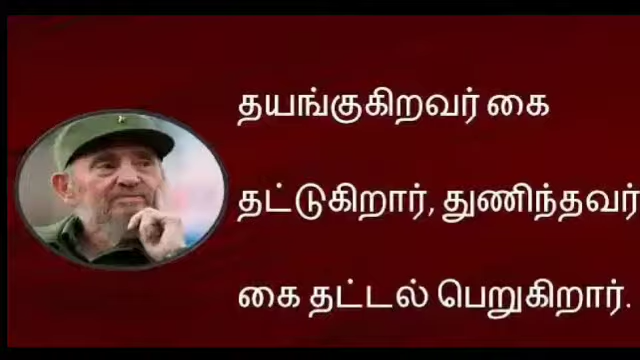 தயங்குகிறவர் கை
தட்டுகிறார், துணிந்தவர்
கை தட்டல் பெறுகிறார்.